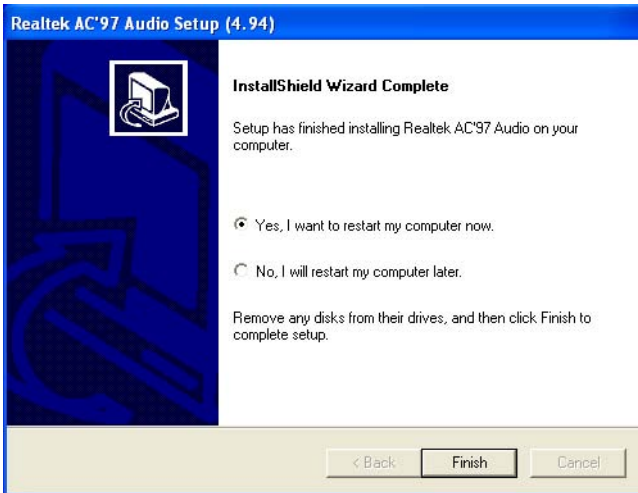 Realtek AC'97 Audio Setup (4.94)
InstallShield Wizard Complete
Setup has finished installing Realtek AC'97 Audio on your
computer.
Yes, I want to restart my computer now.
No, I will restart my computer later.
Remove any disks from their drives, and then click Finish to
complete setup.
< Back Finish Cancel